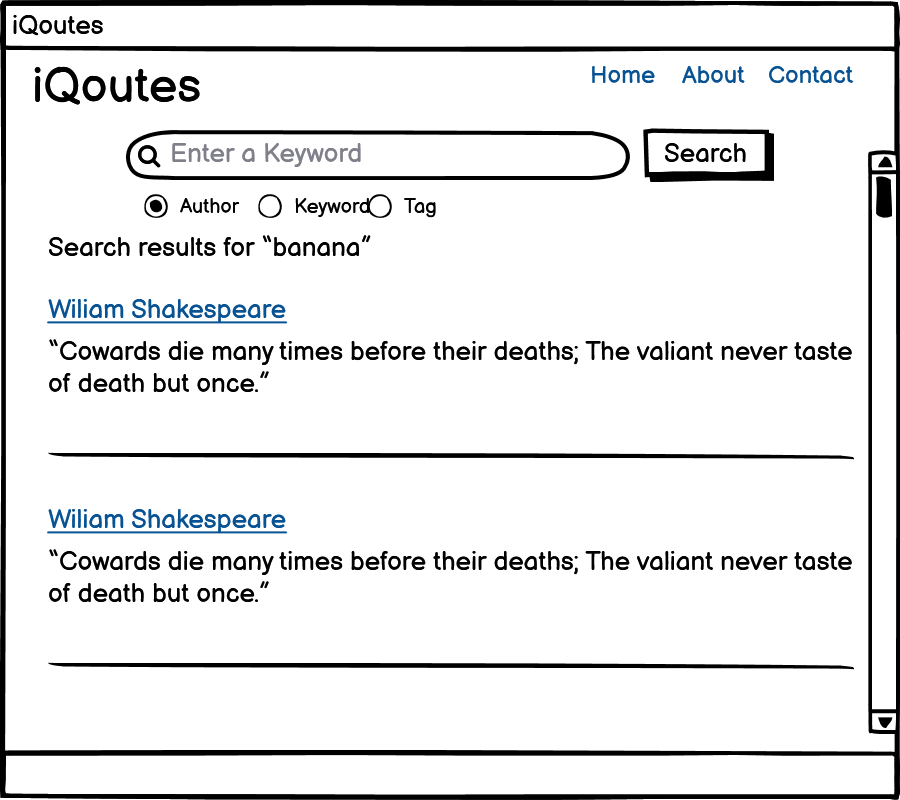 iQoutes
iQoutes
Home About Contact
Enter a Keyword
Search
Author Keyword Tag
Search results for “banana”
Wiliam Shakespeare
“Cowards die many times before their deaths; The valiant never taste
of death but once.”
Wiliam Shakespeare
“Cowards die many times before their deaths; The valiant never taste
of death but once.”